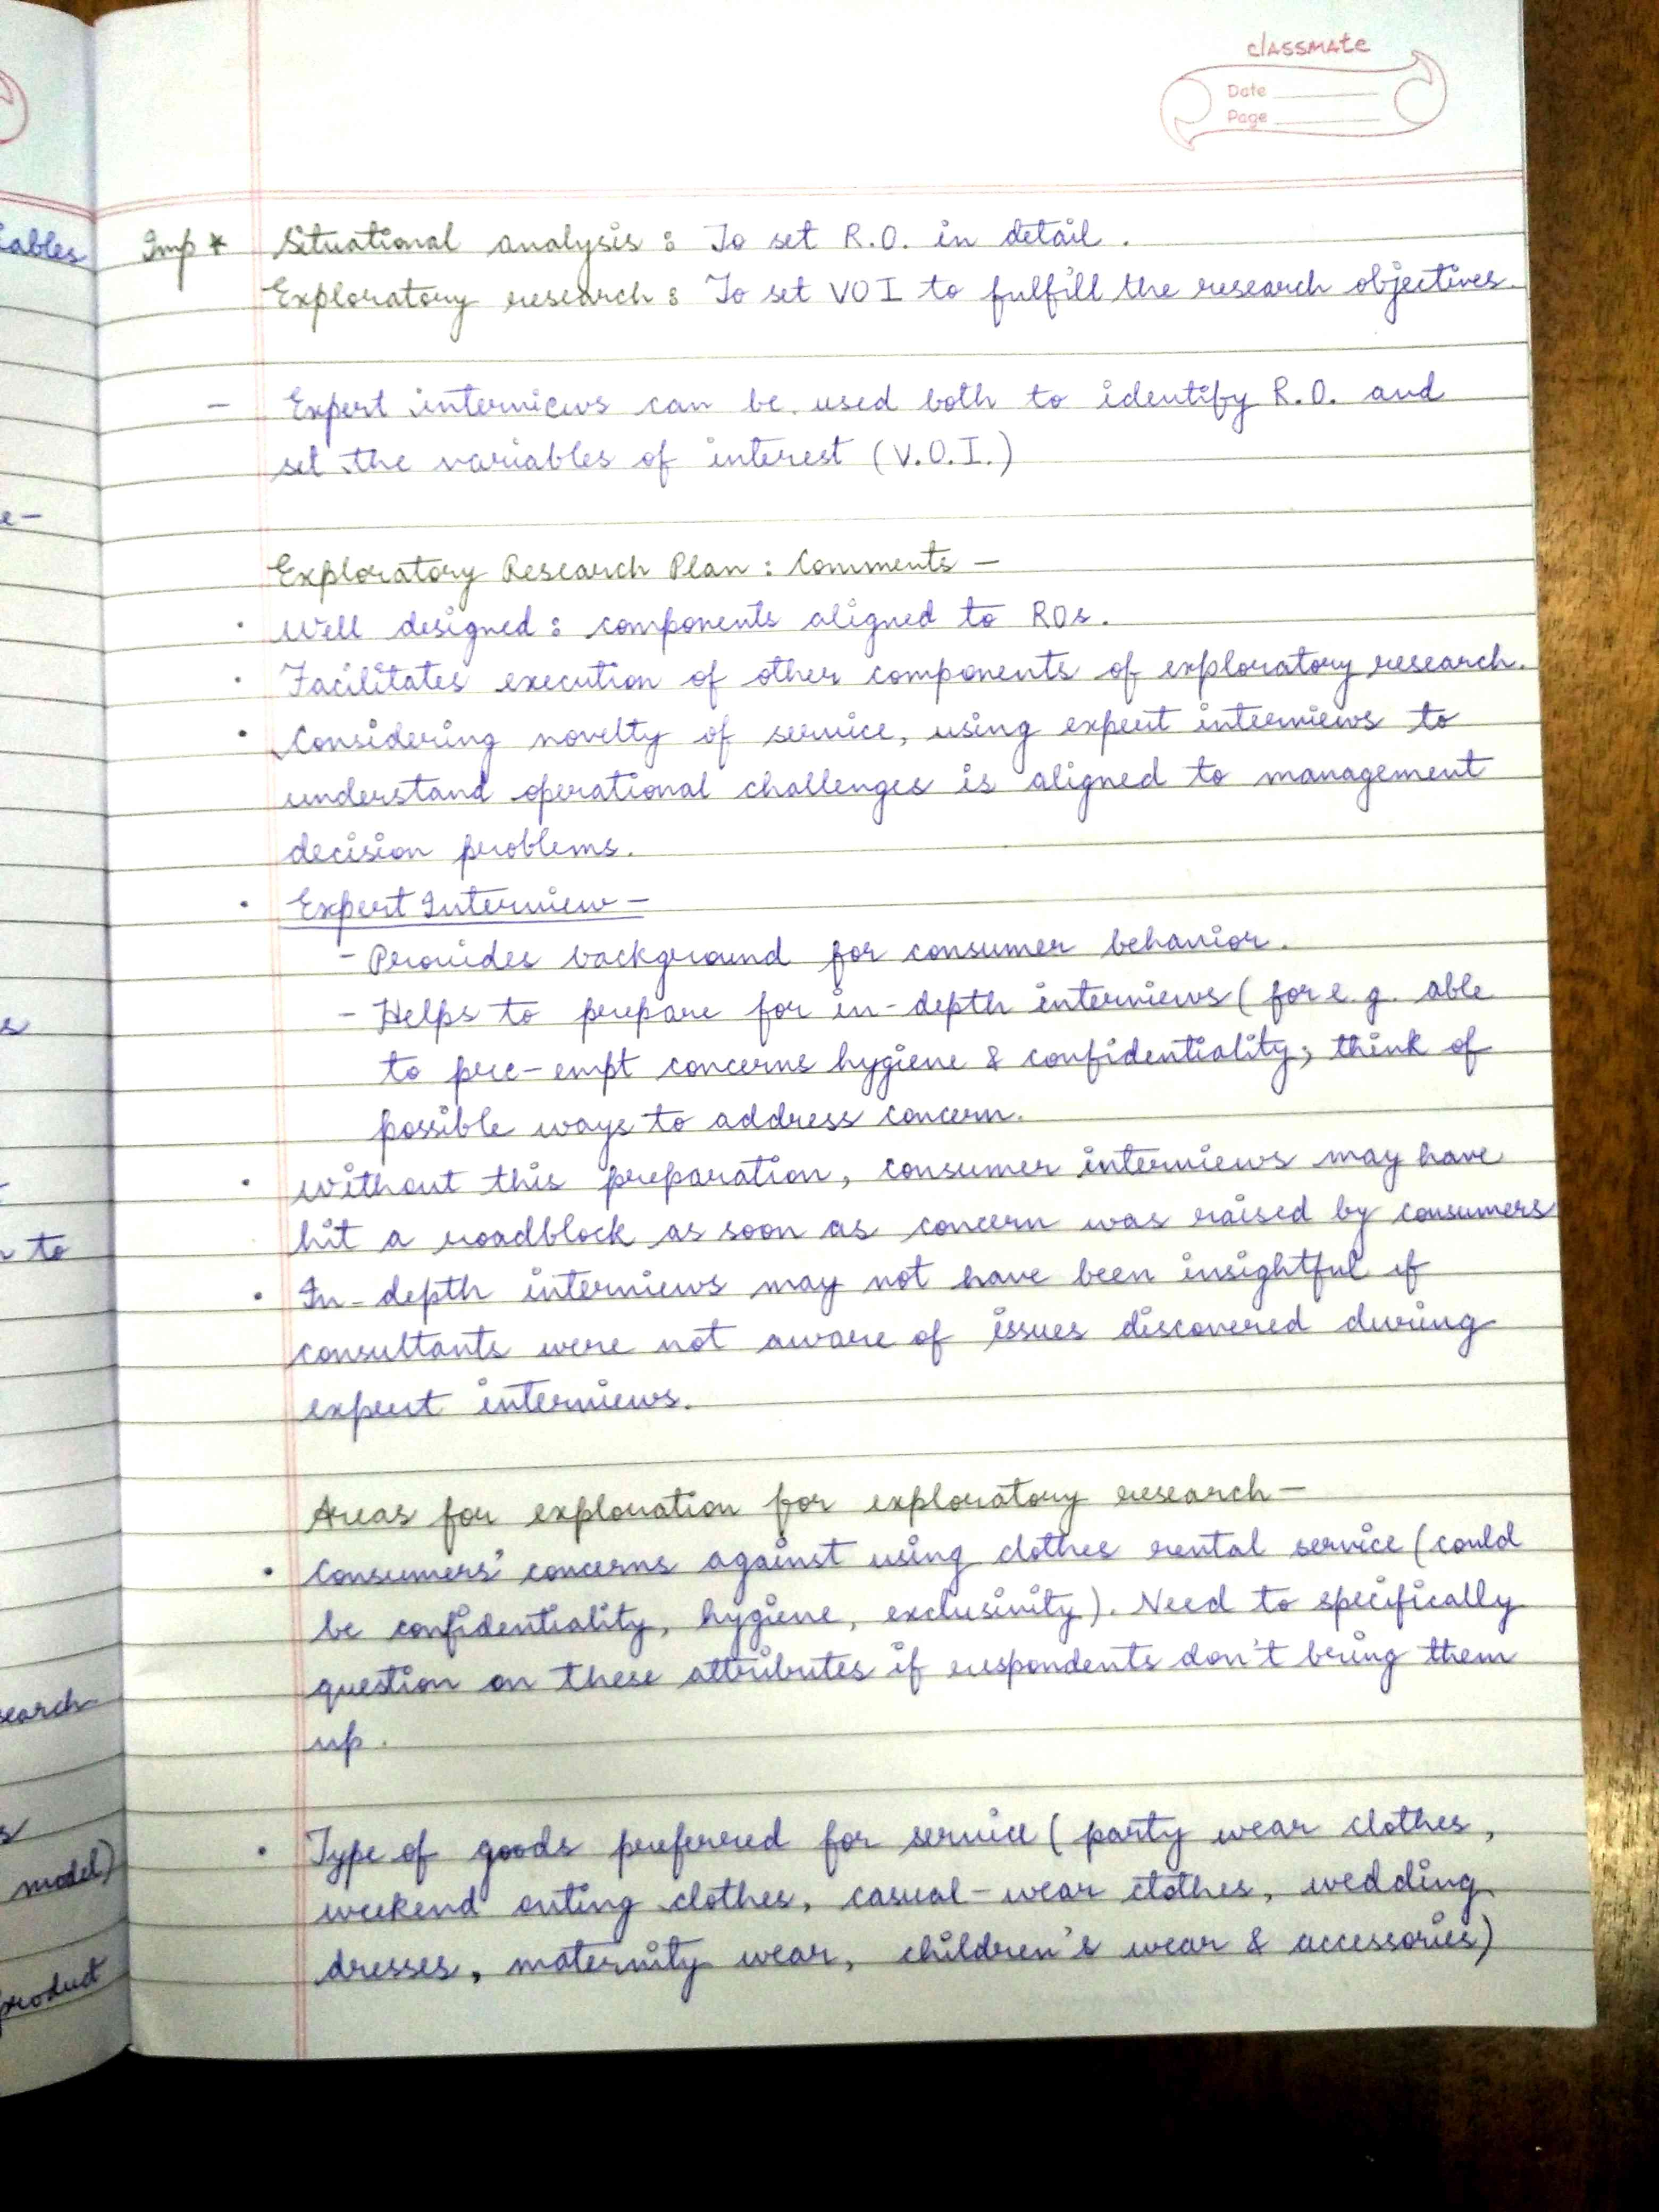 classmate
Date
Page
Imp * Situational analysis : To set R.O. in detail.
Exploratory research : To set VOI to fulfill the research objectives.
- Expert interviews can be used both to identify R.O. and
set the variables of interest (V.O.I.)
Exploratory Research Plan : Comments -
· Well designed : components aligned to ROs.
· Facilitates execution of other components of exploratory research.
· Considering novelty of service, using expert interviews to
understand operational challenges is aligned to management
decision problems.
· Expert Interview -
- Provides background for consumer behavior.
- Helps to prepare for in-depth interviews (for e.g. able
to pre-empt concerns hygiene & confidentiality; think of
possible ways to address concern.
· without this preparation, consumer interviews may have
hit a roadblock as soon as concern was raised by consumers
· In-depth interviews may not have been insightful if
consultants were not aware of issues discovered during
expert interviews.
Areas for exploration for exploratory research -
· Consumers' concerns against using clothes rental service (could
be confidentiality, hygiene, exclusivity). Need to specifically
question on these attributes if respondents don't bring them
up.
· Type of goods preferred for service ( party wear clothes,
weekend outing clothes, casual-wear clothes, wedding
dresses, maternity wear, children's wear & accessories)
to
model)
product